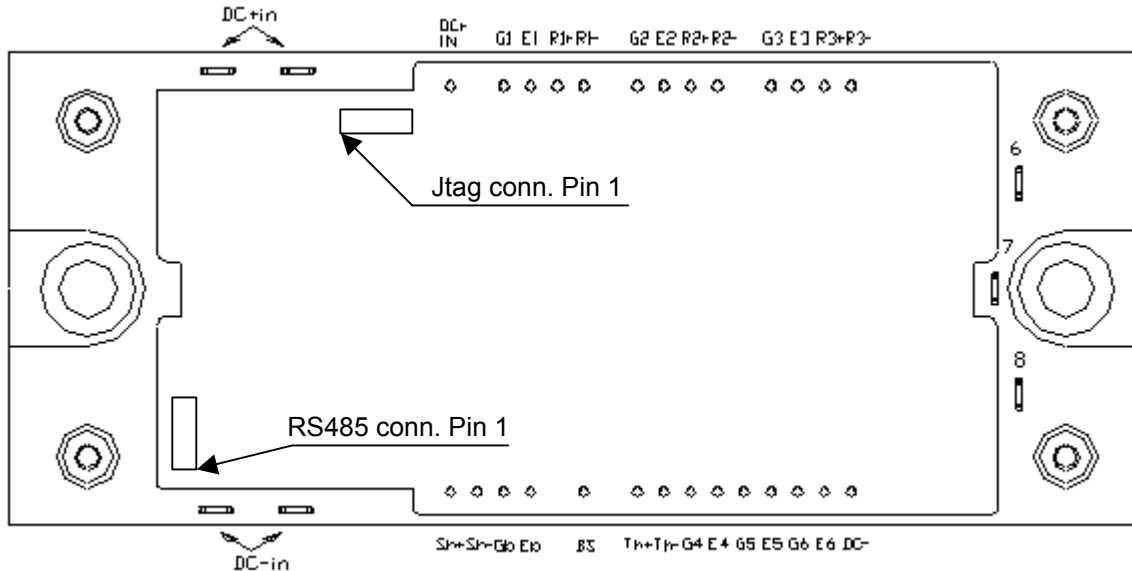 DC+in
DC+
IN
G1 E1 R1+ R1-
G2 E2 R2+ R2-
G3 E3 R3+ R3-
6
Jtag conn. Pin 1
7
8
RS485 conn. Pin 1
Sh+ Sh- Gb Eb
Th+ Th- G4 E4 G5 E5 G6 E6 DC-
DC-in